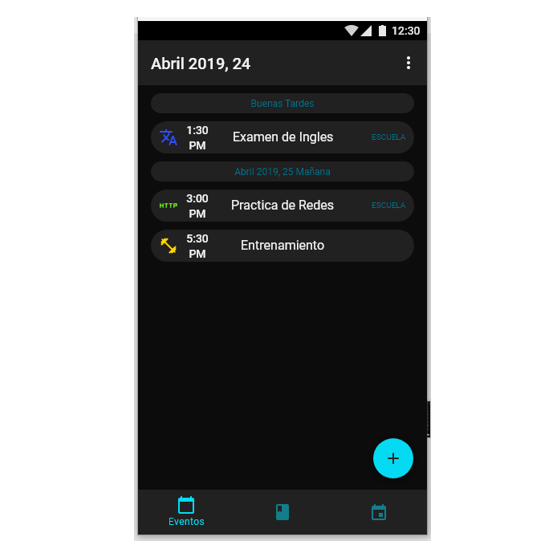 12:30
Abril 2019, 24
Buenas Tardes
1:30
PM
Examen de Ingles
ESCUELA
Abril 2019, 25 Mañana
HTTP
3:00
PM
Practica de Redes
ESCUELA
5:30
PM
Entrenamiento
Eventos